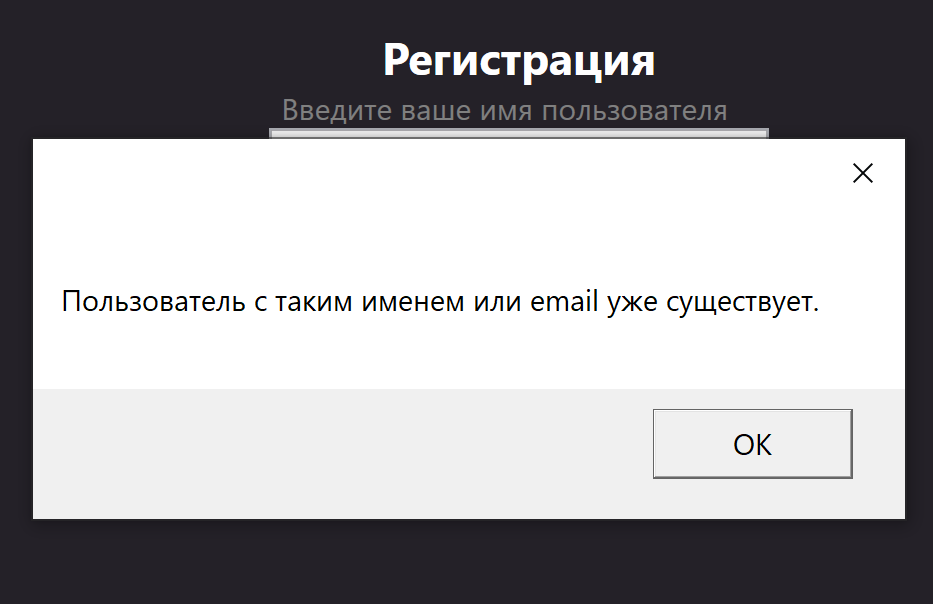 Регистрация
Введите ваше имя пользователя
Пользователь с таким именем или email уже существует.
OK